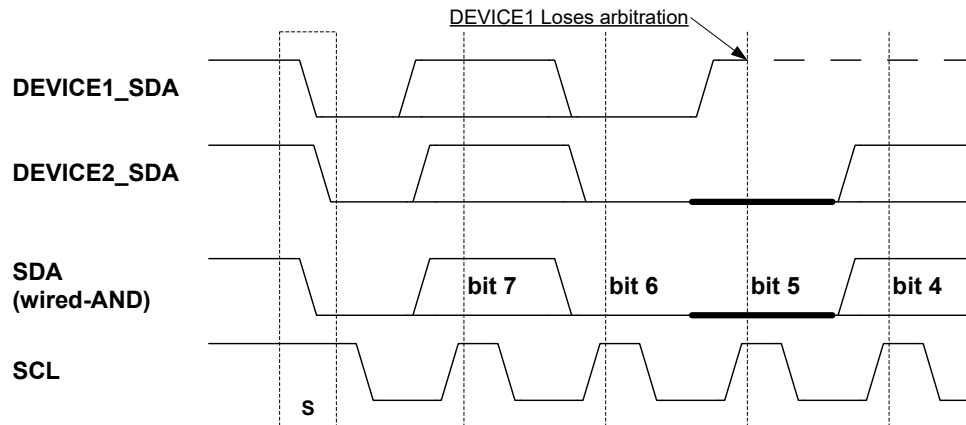 DEVICE1 Loses arbitration
DEVICE1_SDA
DEVICE2_SDA
SDA
(wired-AND)
bit 7
bit 6
bit 5
bit 4
SCL
S